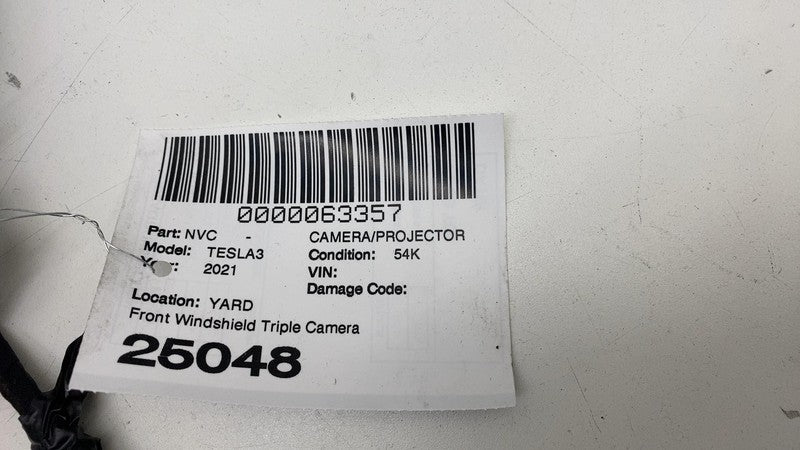 0000063357
Part: NVC - CAMERA/PROJECTOR
Model: TESLA3 Condition: 54K
Year: 2021 VIN:
Damage Code:
Location: YARD
Front Windshield Triple Camera
25048